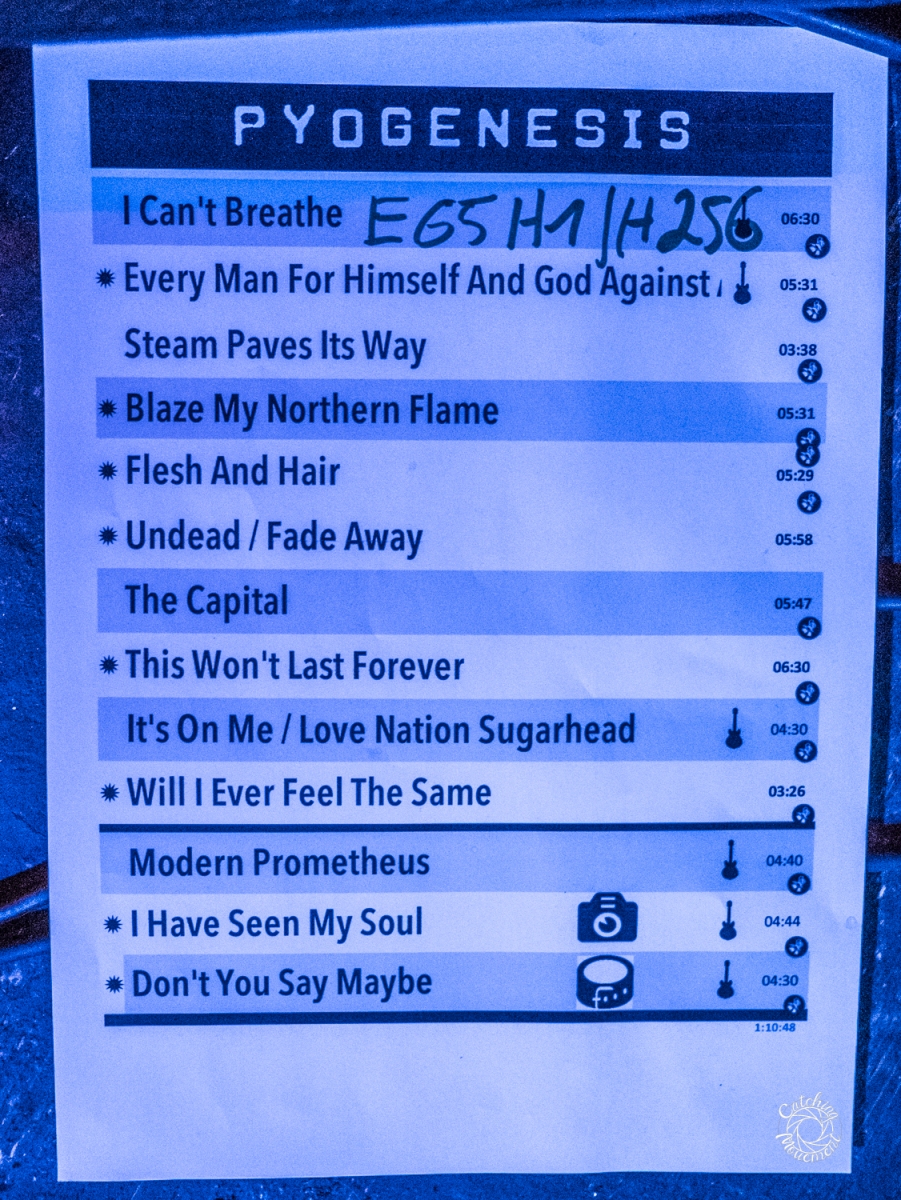 PYOGENESIS
I Can't Breathe E65 H1/H256 06:30
Every Man For Himself And God Against 05:31
Steam Paves Its Way 03:38
Blaze My Northern Flame 05:31
Flesh And Hair 05:29
Undead / Fade Away 05:58
The Capital 05:47
This Won't Last Forever 06:30
It's On Me / Love Nation Sugarhead 04:30
Will I Ever Feel The Same 03:26
Modern Prometheus 04:40
I Have Seen My Soul 04:44
Don't You Say Maybe 04:30
1:10:48
Catching
Movement